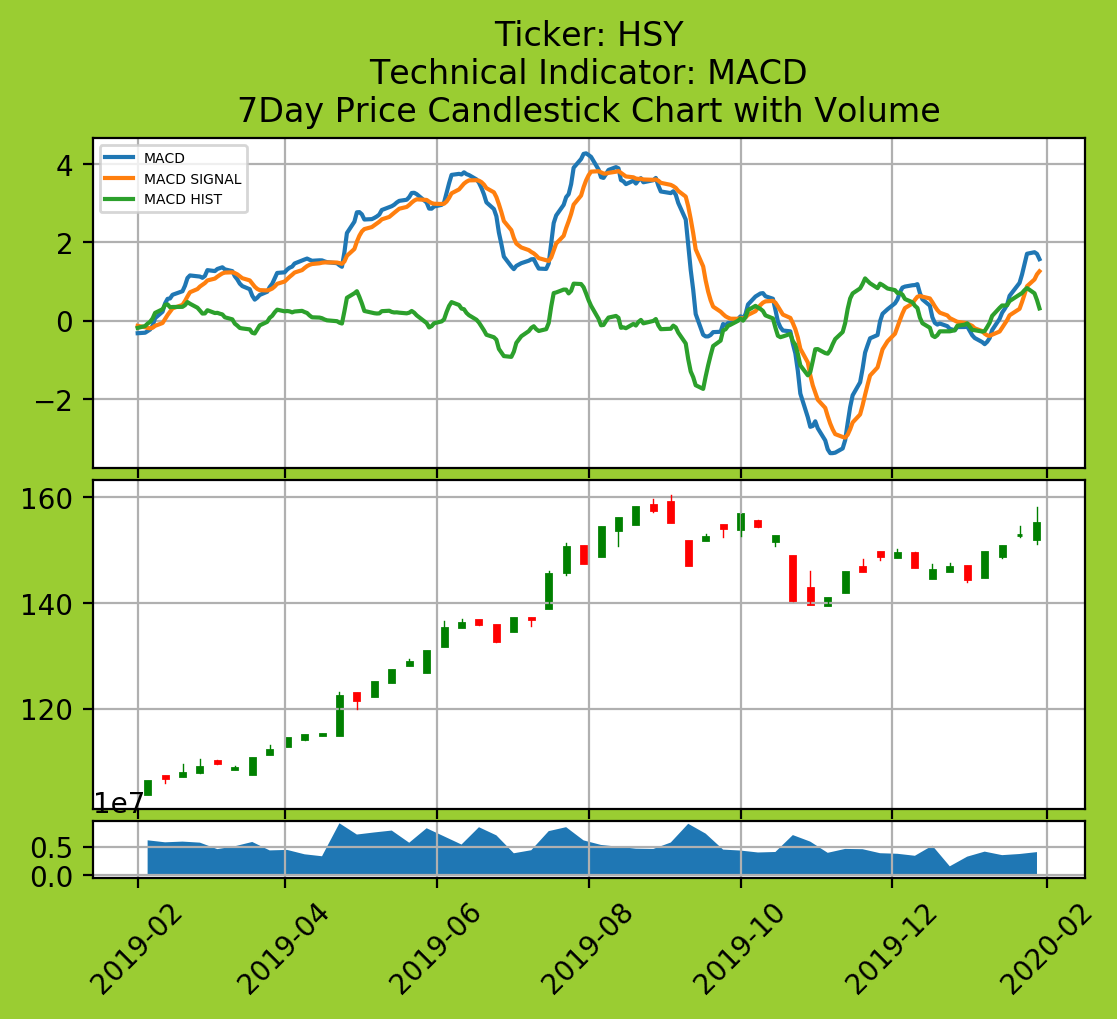 Ticker: HSY
Technical Indicator: MACD
7Day Price Candlestick Chart with Volume
MACD
MACD SIGNAL
MACD HIST
4
2
0
−2
160
140
120
1e7
0.5
0.0
2019-02
2019-04
2019-06
2019-08
2019-10
2019-12
2020-02